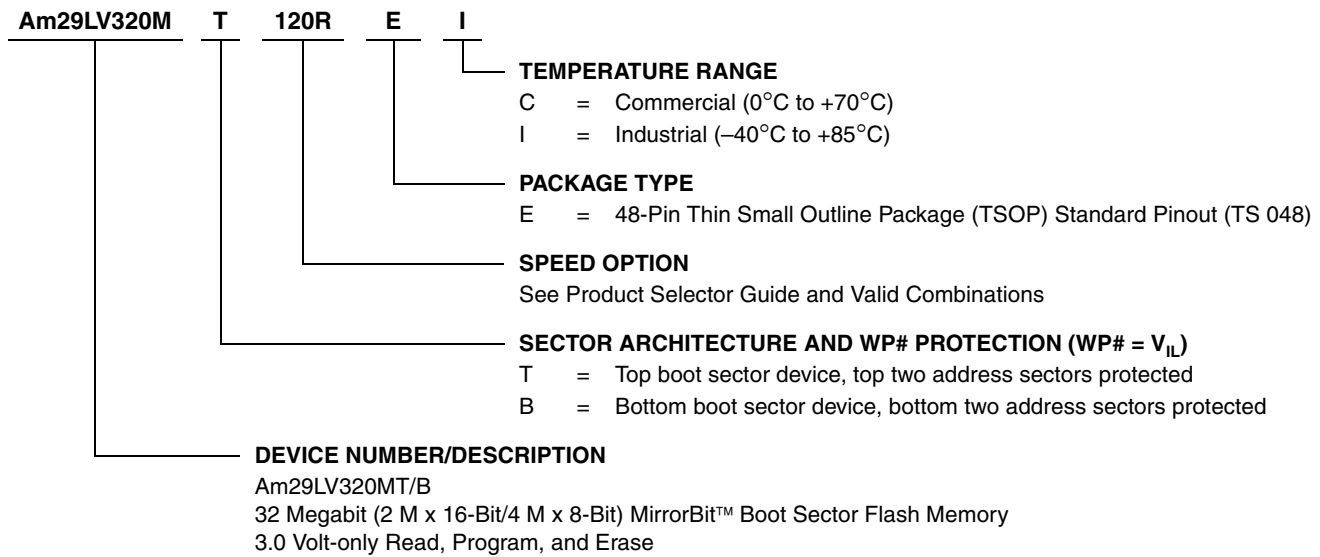 Am29LV320M T 120R E I
TEMPERATURE RANGE
C = Commercial (0°C to +70°C)
I = Industrial (–40°C to +85°C)
PACKAGE TYPE
E = 48-Pin Thin Small Outline Package (TSOP) Standard Pinout (TS 048)
SPEED OPTION
See Product Selector Guide and Valid Combinations
SECTOR ARCHITECTURE AND WP# PROTECTION (WP# = VIL)
T = Top boot sector device, top two address sectors protected
B = Bottom boot sector device, bottom two address sectors protected
DEVICE NUMBER/DESCRIPTION
Am29LV320MT/B
32 Megabit (2 M x 16-Bit/4 M x 8-Bit) MirrorBit™ Boot Sector Flash Memory
3.0 Volt-only Read, Program, and Erase